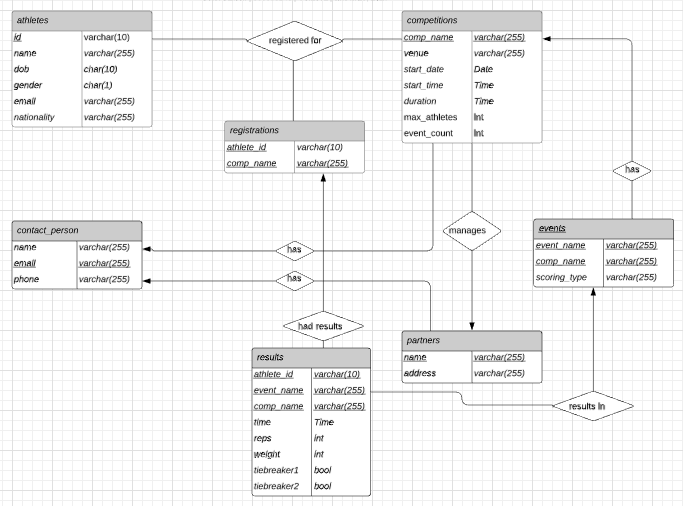 athletes
id varchar(10)
name varchar(255)
dob char(10)
gender char(1)
email varchar(255)
nationality varchar(255)
registered for
competitions
comp_name varchar(255)
venue varchar(255)
start_date Date
start_time Time
duration Time
max_athletes Int
event_count Int
registrations
athlete_id varchar(10)
comp_name varchar(255)
has
contact_person
name varchar(255)
email varchar(255)
phone varchar(255)
has
has
manages
events
event_name varchar(255)
comp_name varchar(255)
scoring_type varchar(255)
had results
partners
name varchar(255)
address varchar(255)
results
athlete_id varchar(10)
event_name varchar(255)
comp_name varchar(255)
time Time
reps int
weight int
tiebreaker1 bool
tiebreaker2 bool
results In